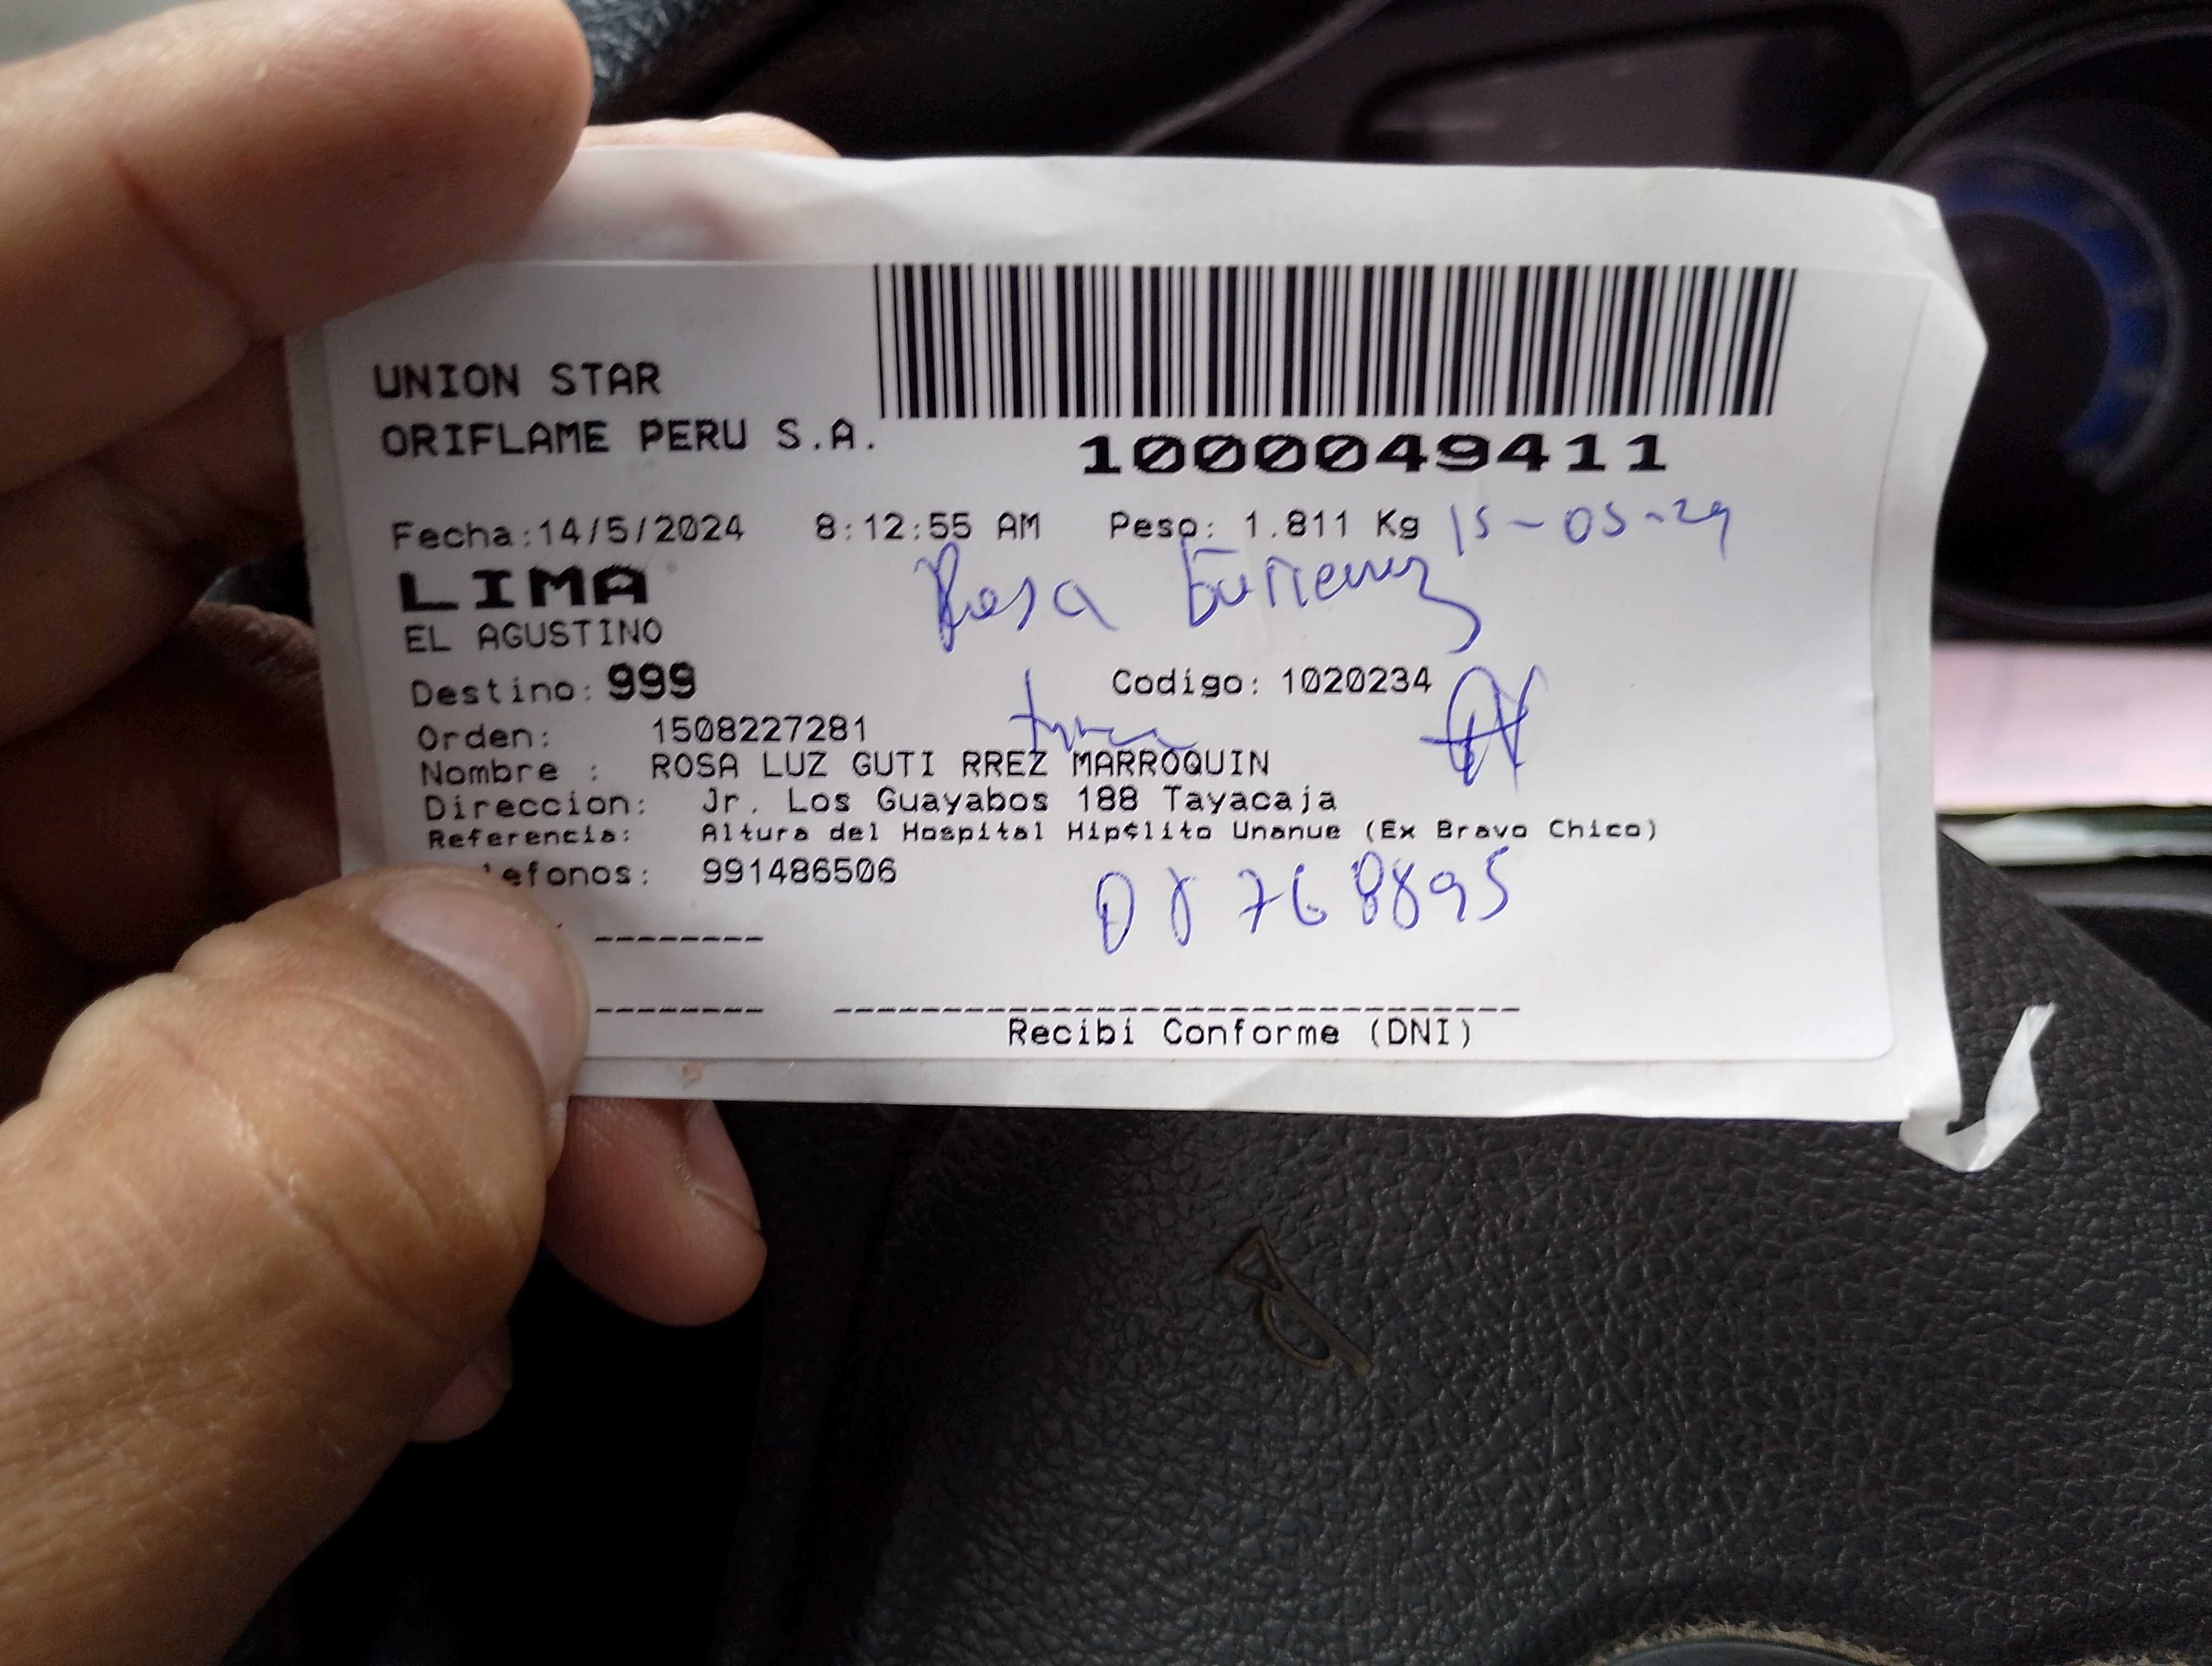 UNION STAR
ORIFLAME PERU S.A.
1000049411
Fecha:14/5/2024 8:12:55 AM Peso: 1.811 Kg 15-05-24
LIMA
Rosa Gutierrez
EL AGUSTINO
Destino: 999 Codigo: 1020234
Orden: 1508227281
Nombre : ROSA LUZ GUTI RREZ MARROQUIN
Direccion: Jr. Los Guayabos 188 Tayacaja
Referencia: Altura del Hospital Hip¢lito Unanue (Ex Bravo Chico)
lefonos: 991486506
Recibi Conforme (DNI)